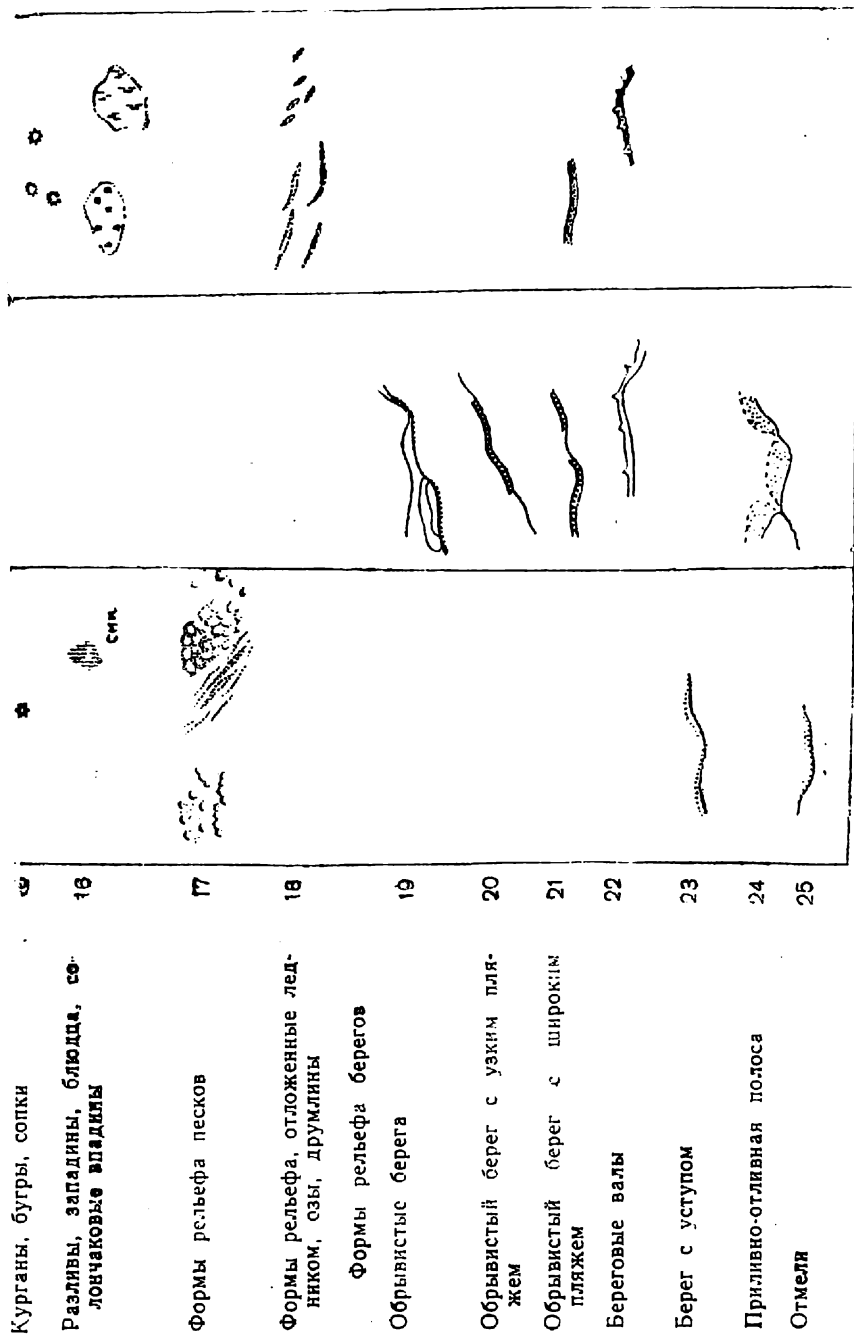 Курганы, бугры, сопки
Разливы, западины, блюдца, со-
лончаковые впадины 16
син.
Формы рельефа песков 17
Формы рельефа, отложенные лед-
ником, озы, друмлины 18
Формы рельефа берегов
Обрывистые берега 19
Обрывистый берег с узким пля-
жем 20
Обрывистый берег с широким
пляжем 21
Береговые валы 22
Берег с уступом 23
Приливно-отливная полоса 24
Отмели 25